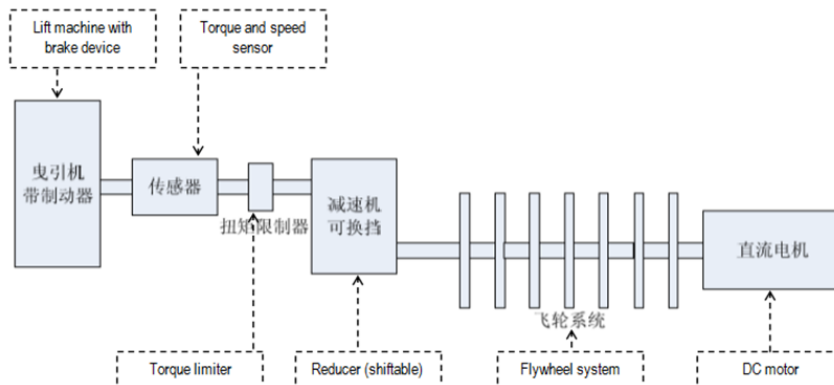 Lift machine with
brake device
Torque and speed
sensor
曳引机
带制动器
传感器
扭矩限制器
减速机
可换挡
飞轮系统
直流电机
Torque limiter
Reducer (shiftable)
Flywheel system
DC motor